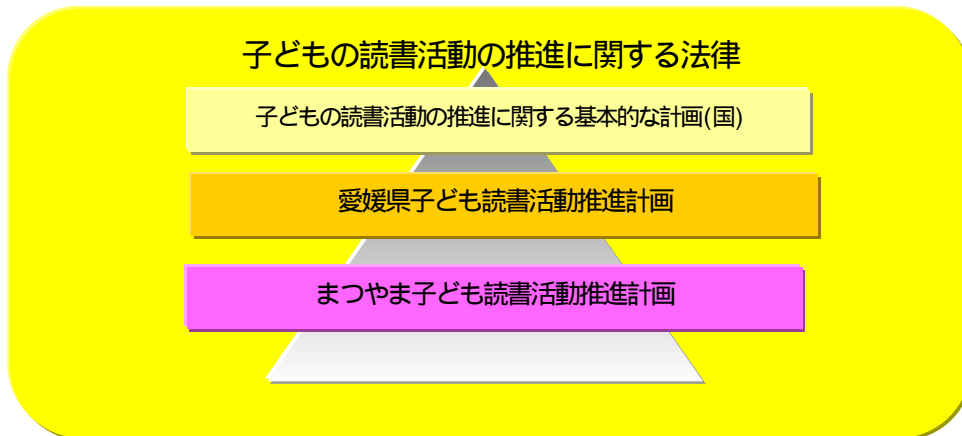 子どもの読書活動の推進に関する法律
子どもの読書活動の推進に関する基本的な計画(国)
愛媛県子ども読書活動推進計画
まつやま子ども読書活動推進計画